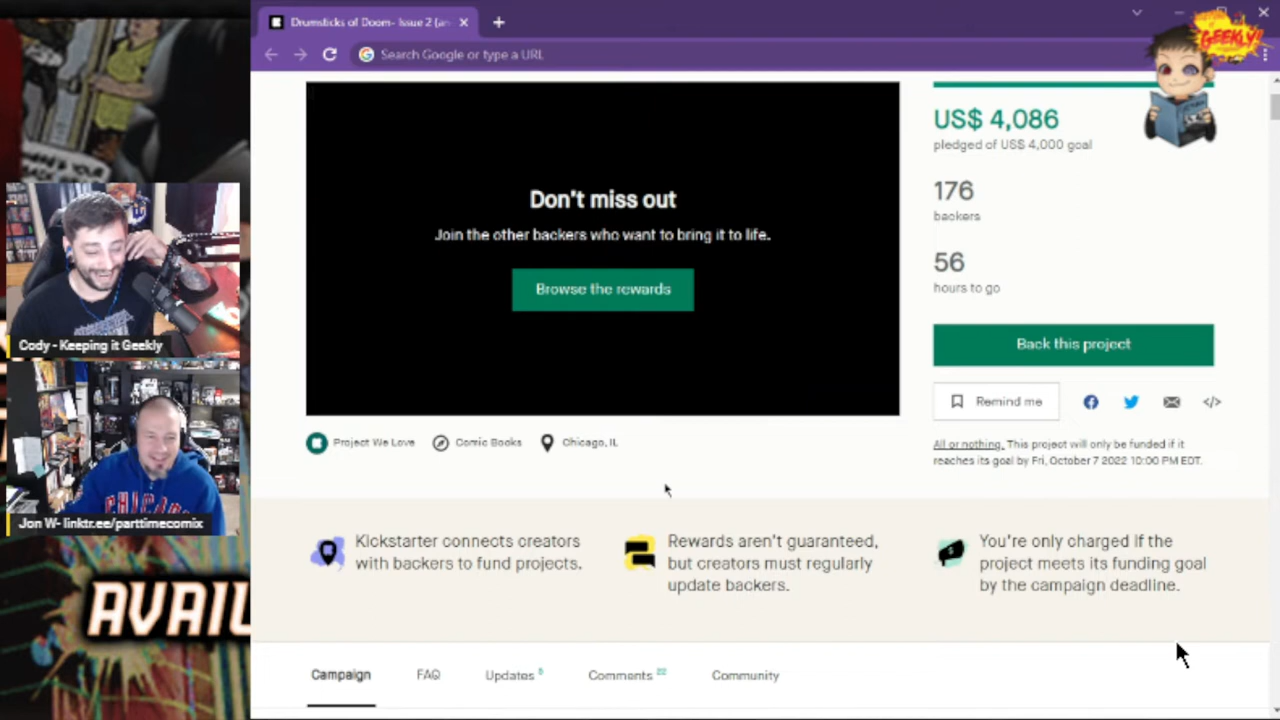 Drumsticks of Doom- Issue 2 (an
Search Google or type a URL
GEEKLY!
US$ 4,086
pledged of US$ 4,000 goal
Don't miss out
176
backers
Join the other backers who want to bring it to life.
Browse the rewards
56
hours to go
Back this project
Cody - Keeping it Geekly
Remind me
Project We Love
Comic Books
Chicago, IL
All or nothing. This project will only be funded if it
reaches its goal by Fri, October 7 2022 10:00 PM EDT.
CHICAGO
Jon W- linktr.ee/parttimecomix
Kickstarter connects creators
with backers to fund projects.
Rewards aren't guaranteed,
but creators must regularly
update backers.
You're only charged if the
project meets its funding goal
by the campaign deadline.
AVAIL
Campaign
FAQ
Updates
Comments 22
Community